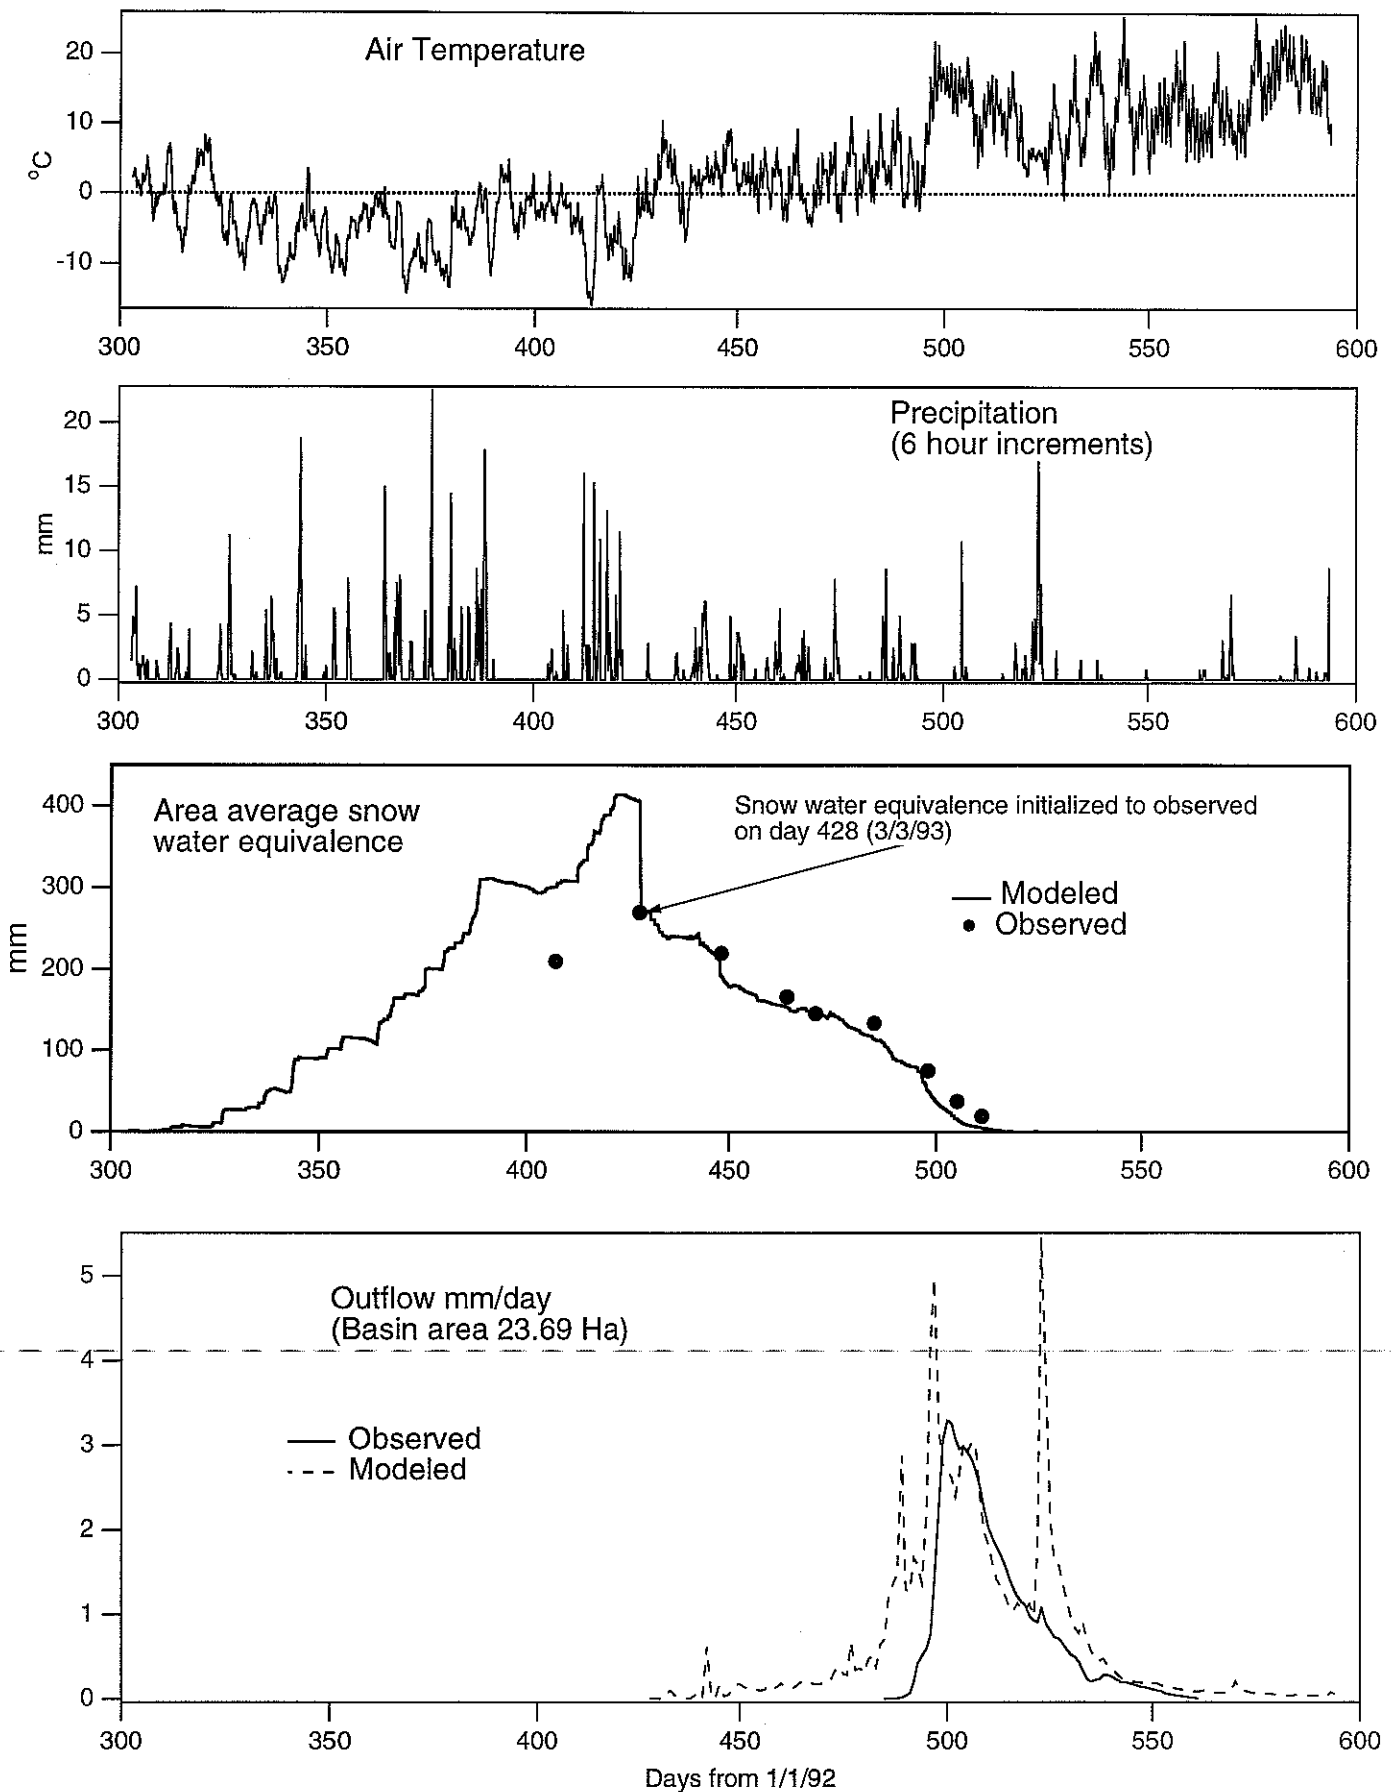 Air Temperature
20
10
0
-10
°C
300 350 400 450 500 550 600
Precipitation
(6 hour increments)
20
15
10
5
0
mm
300 350 400 450 500 550 600
Area average snow
water equivalence
Snow water equivalence initialized to observed
on day 428 (3/3/93)
Modeled
Observed
400
300
200
100
0
mm
300 350 400 450 500 550 600
Outflow mm/day
(Basin area 23.69 Ha)
Observed
Modeled
5
4
3
2
1
0
300 350 400 450 500 550 600
Days from 1/1/92